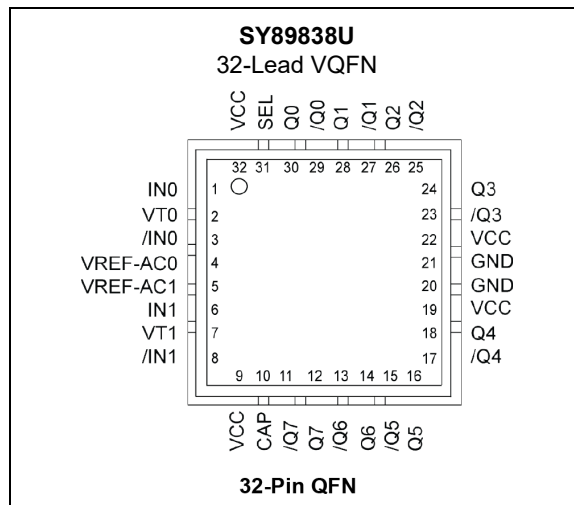 SY89838U
32-Lead VQFN
VCC
SEL
Q0
/Q0
Q1
/Q1
Q2
/Q2
32
31
30
29
28
27
26
25
IN0
VT0
/IN0
VREF-AC0
VREF-AC1
IN1
VT1
/IN1
1
2
3
4
5
6
7
8
24
23
22
21
20
19
18
17
Q3
/Q3
VCC
GND
GND
VCC
Q4
/Q4
9
10
11
12
13
14
15
16
VCC
CAP
/Q7
Q7
/Q6
Q6
/Q5
Q5
32-Pin QFN